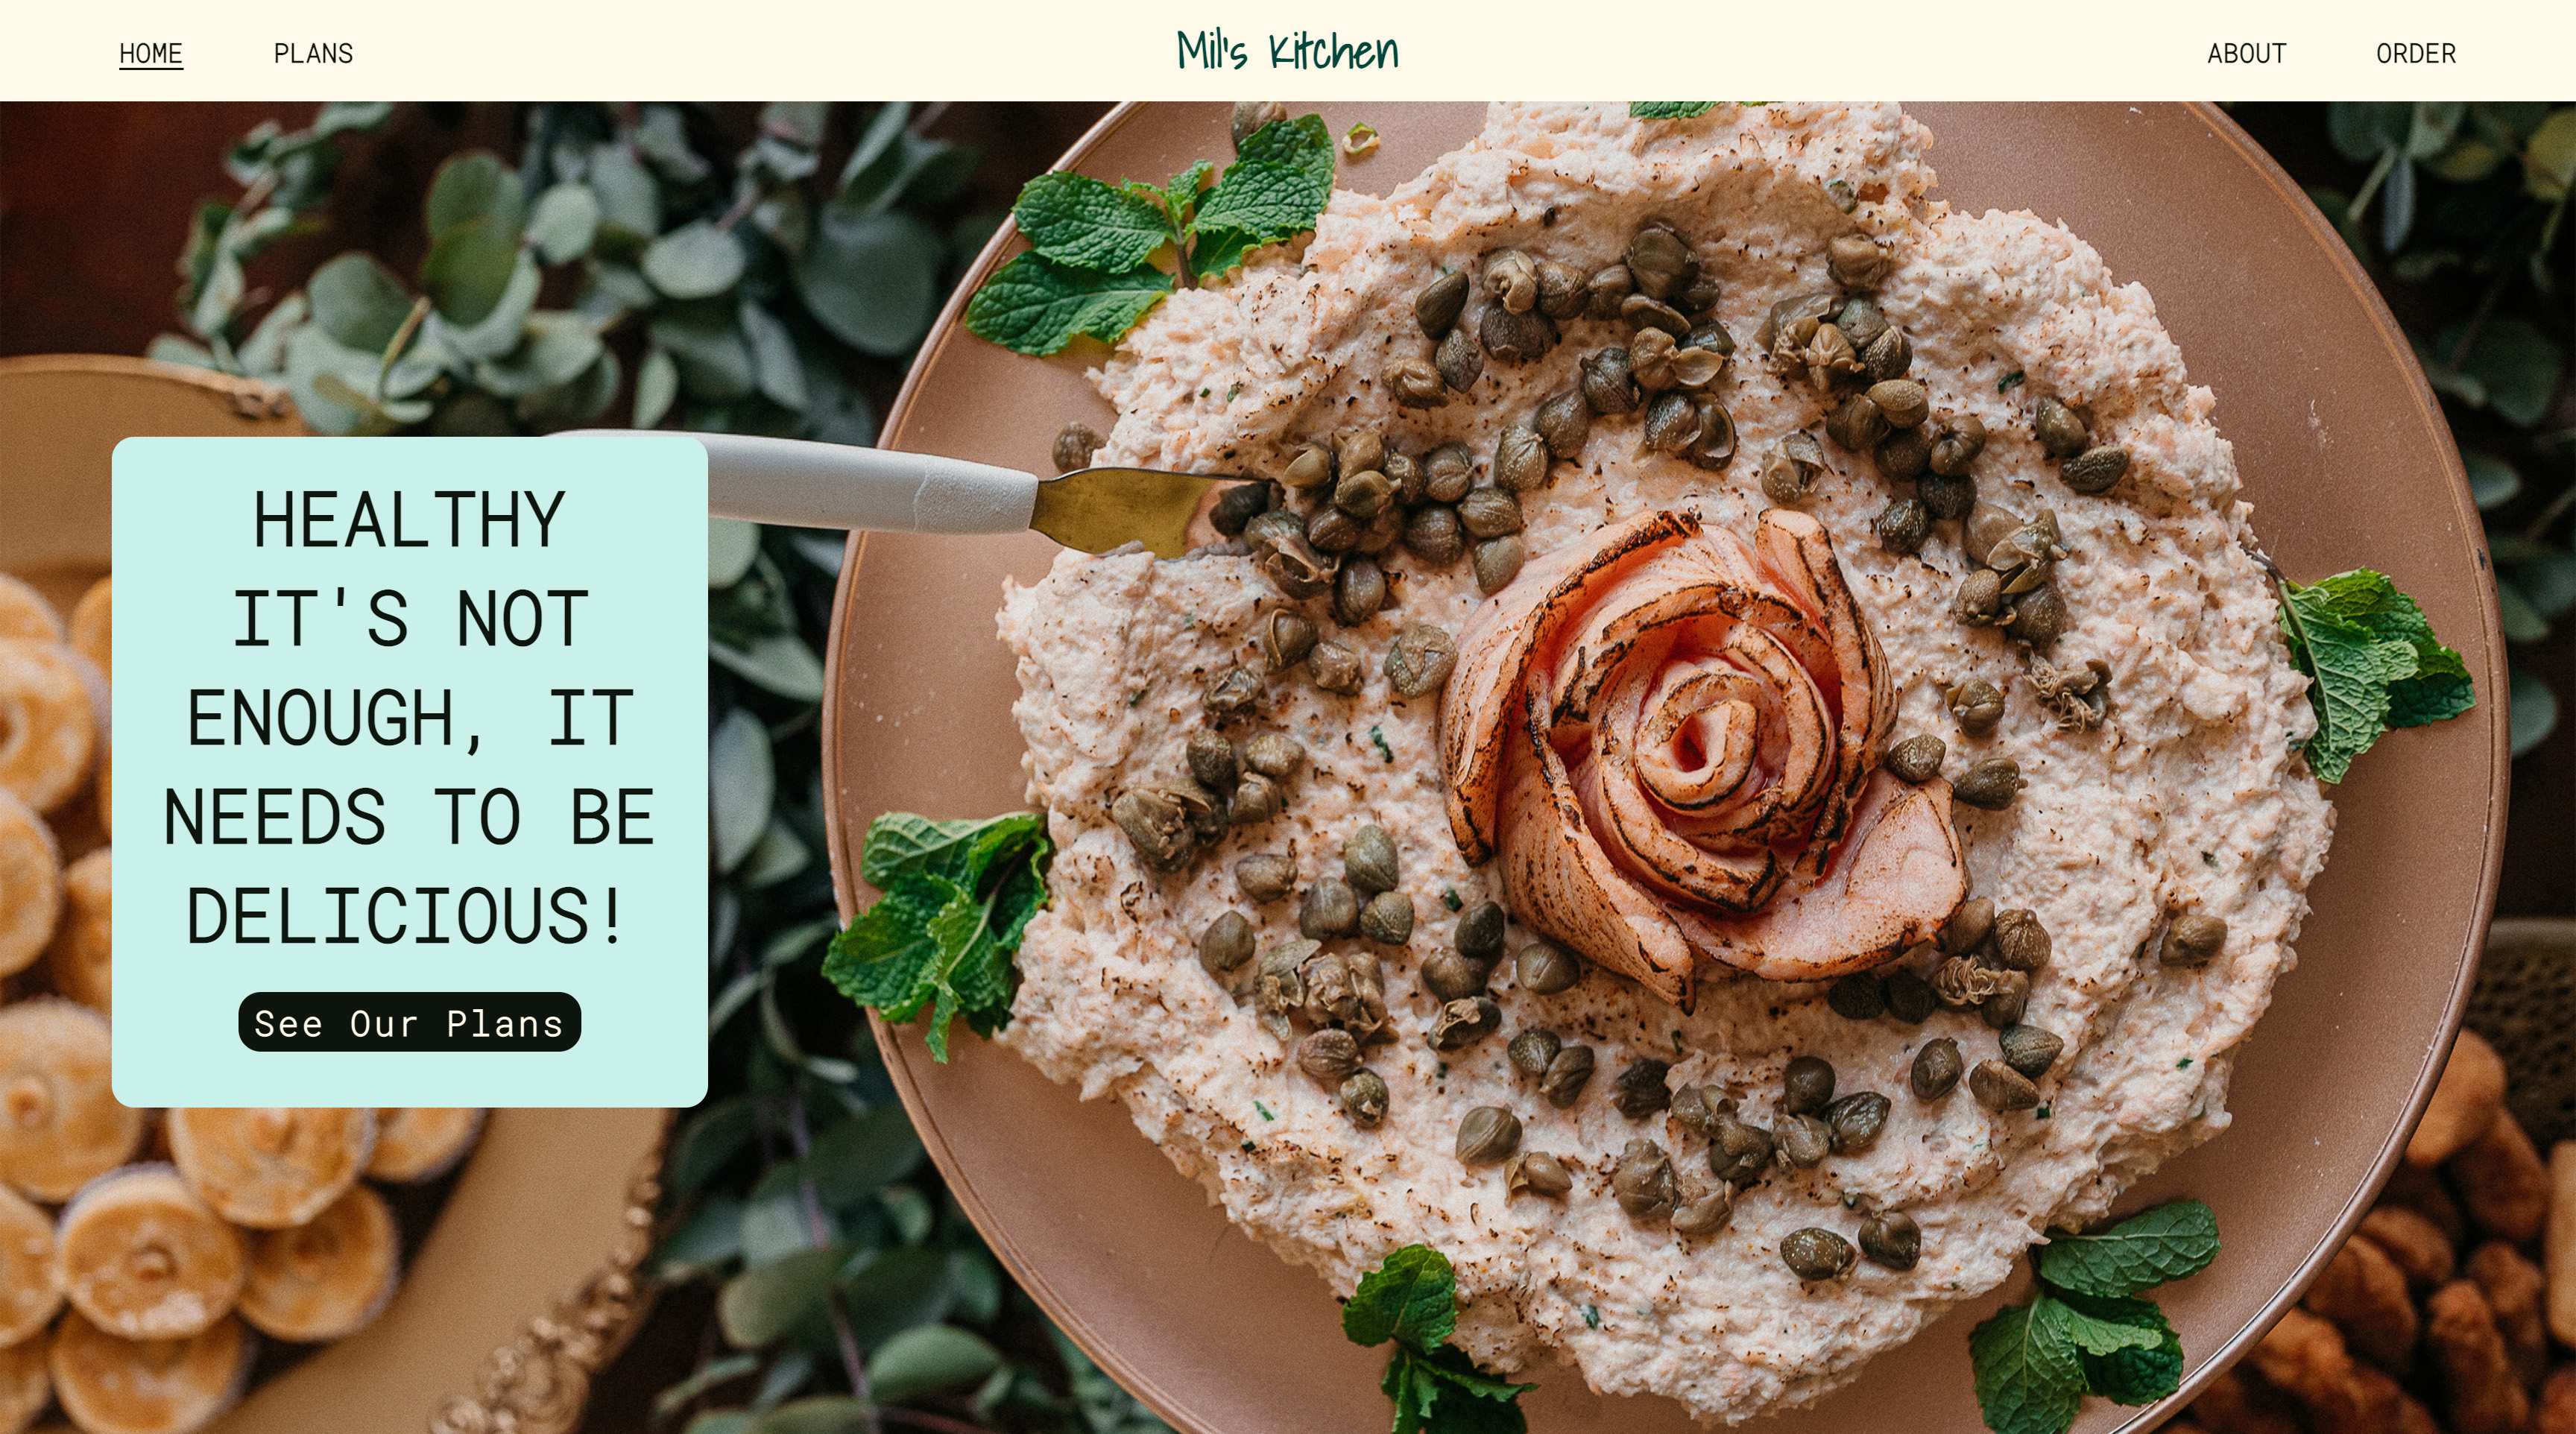 HOME
PLANS
Mil's Kitchen
ABOUT
ORDER
HEALTHY
IT'S NOT
ENOUGH, IT
NEEDS TO BE
DELICIOUS!
See Our Plans